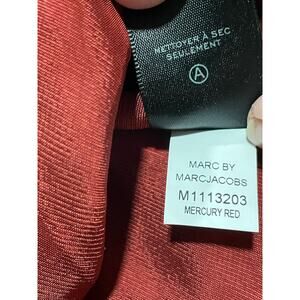 NETTOYER À SEC
SEULEMENT
A
MARC BY
MARCJACOBS
M1113203
MERCURY RED